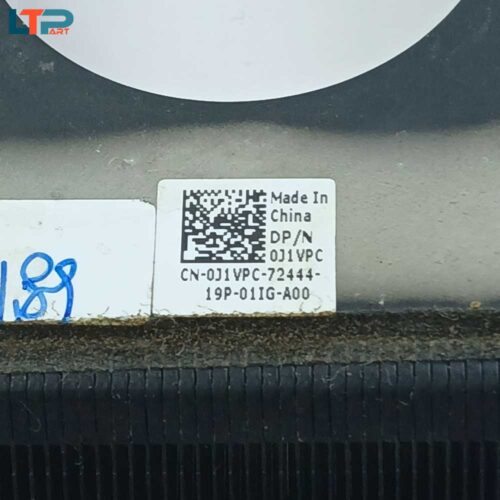 LTP
ART
Made In
China
DP/N
0J1VPC
CN-0J1VPC-72444-
19P-01IG-A00